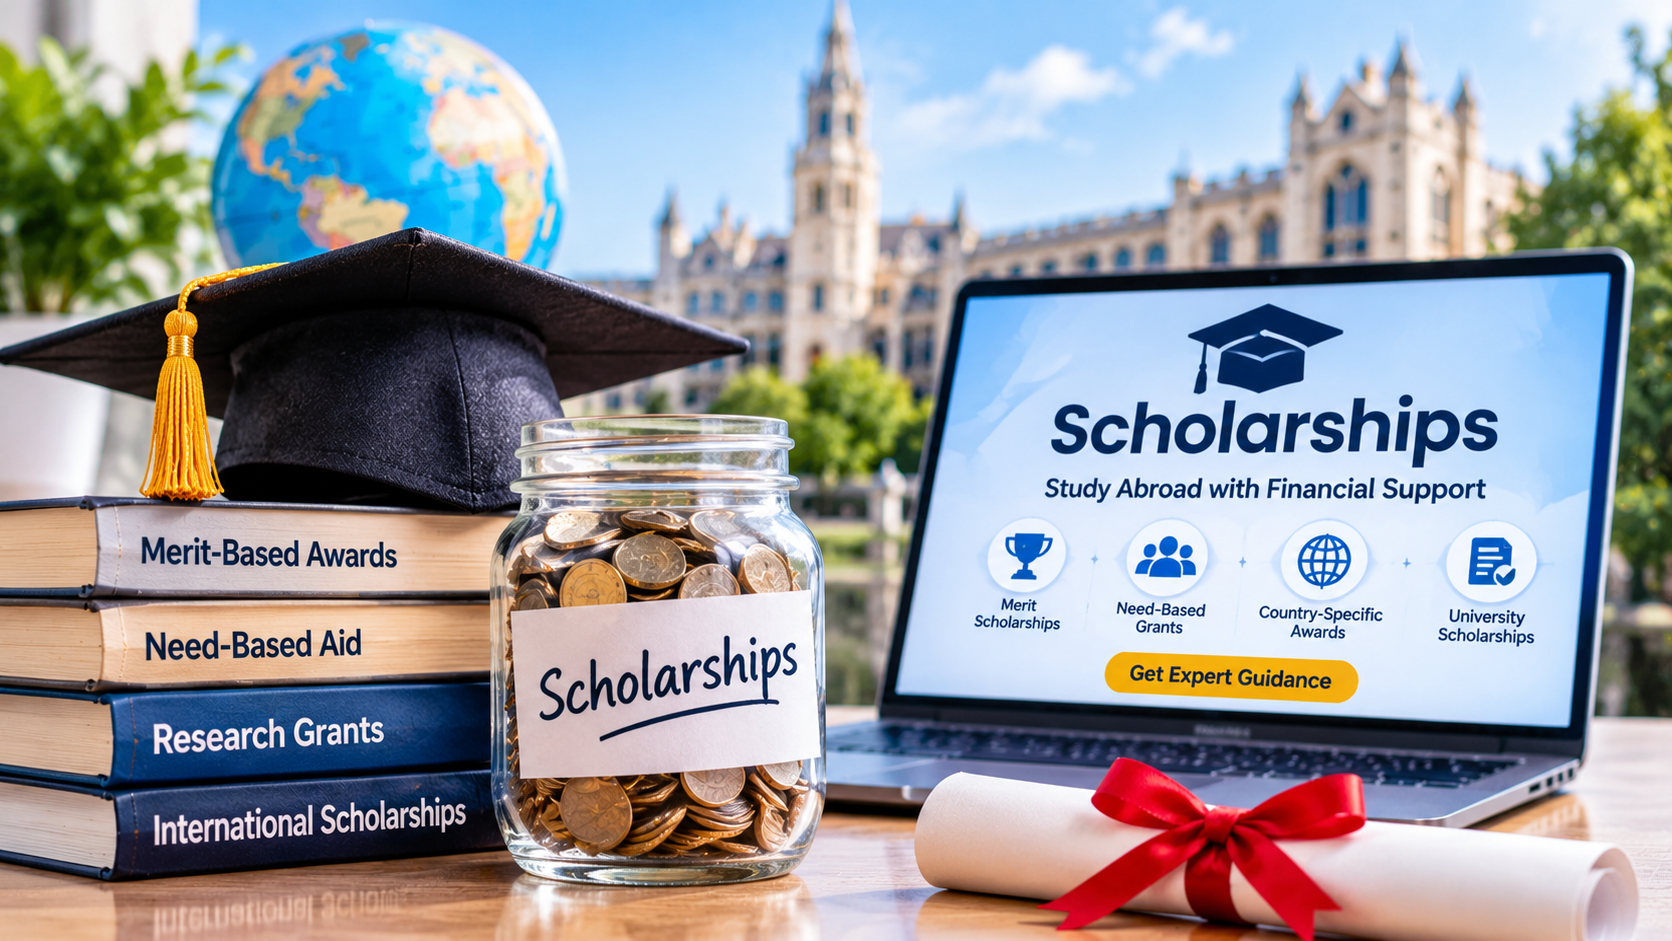 Merit-Based Awards
Need-Based Aid
Research Grants
International Scholarships
Scholarships
Scholarships
Study Abroad with Financial Support
Merit
Scholarships
Need-Based
Grants
Country-Specific
Awards
University
Scholarships
Get Expert Guidance